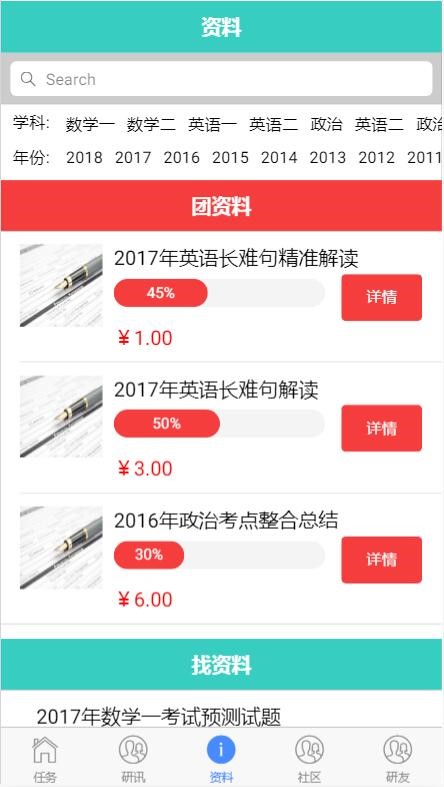 资料
Search
学科: 数学一 数学二 英语一 英语二 政治 英语二 政治
年份: 2018 2017 2016 2015 2014 2013 2012 2011
团资料
2017年英语长难句精准解读
45%
详情
¥1.00
2017年英语长难句解读
50%
详情
¥3.00
2016年政治考点整合总结
30%
详情
¥6.00
找资料
2017年数学一考试预测试题
任务 研讯 资料 社区 研友